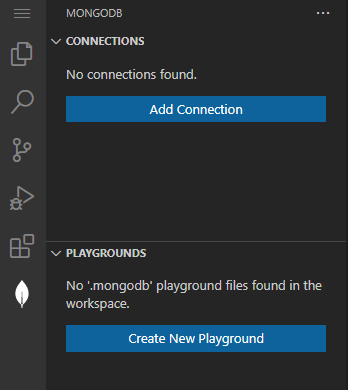 MONGODB
CONNECTIONS
No connections found.
Add Connection
PLAYGROUNDS
No '.mongodb' playground files found in the
workspace.
Create New Playground